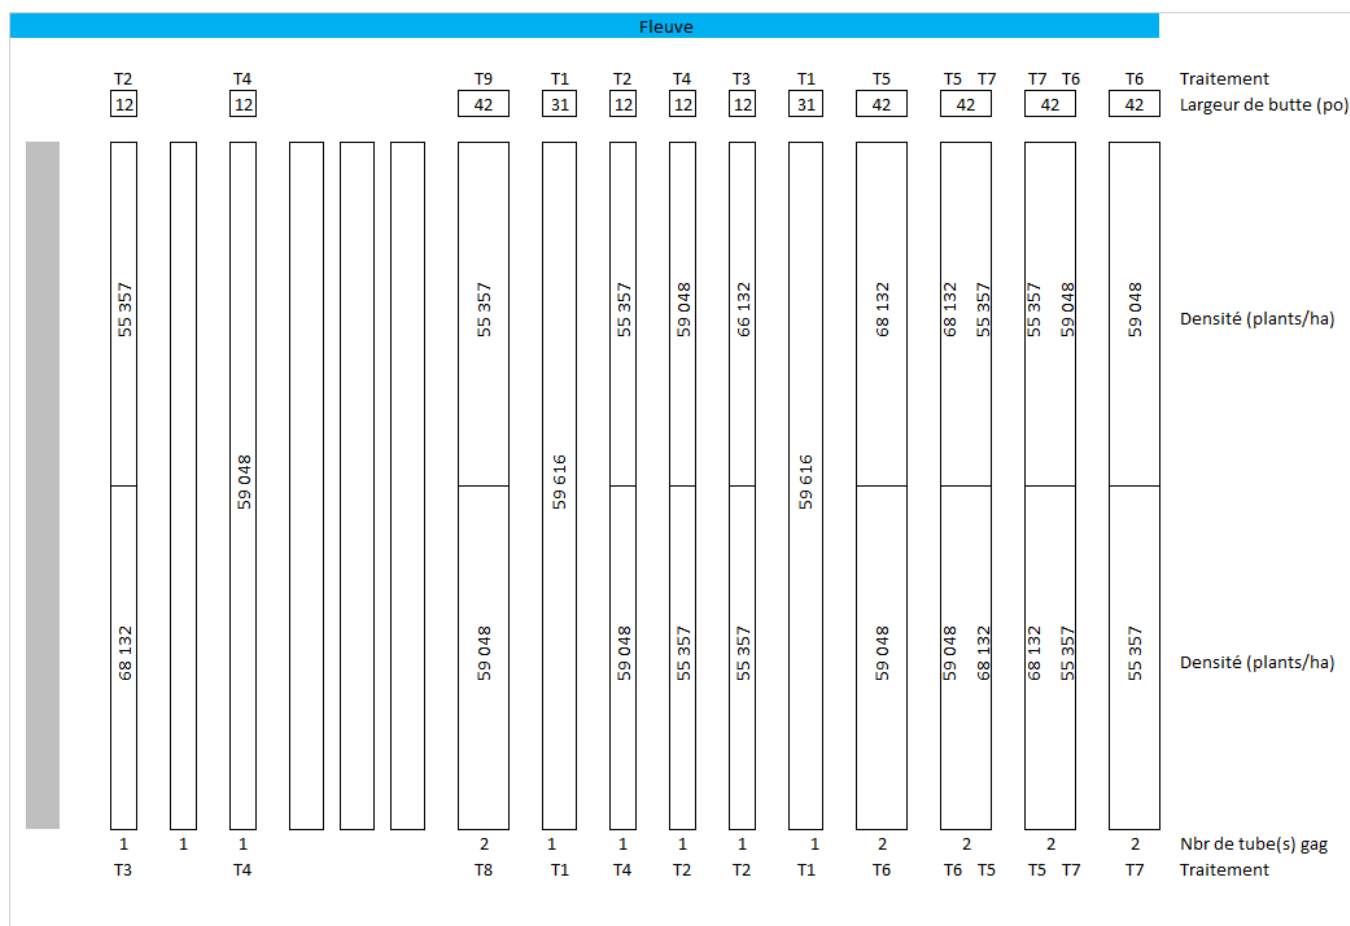 Fleuve
T2 T4 T9 T1 T2 T4 T3 T1 T5 T5 T7 T7 T6 T6 Traitement
12 12 42 31 12 12 12 31 42 42 42 42 Largeur de butte (po)
55 357 55 357 55 357 59 048 66 132 68 132 68 132 55 357 55 357 59 048 59 048 Densité (plants/ha)
59 048 59 616 59 616
68 132 59 048 59 048 55 357 55 357 59 048 59 048 68 132 68 132 55 357 55 357 Densité (plants/ha)
1 1 1 2 1 1 1 1 1 2 2 2 2 Nbr de tube(s) gag
T3 T4 T8 T1 T4 T2 T2 T1 T6 T6 T5 T5 T7 T7 Traitement